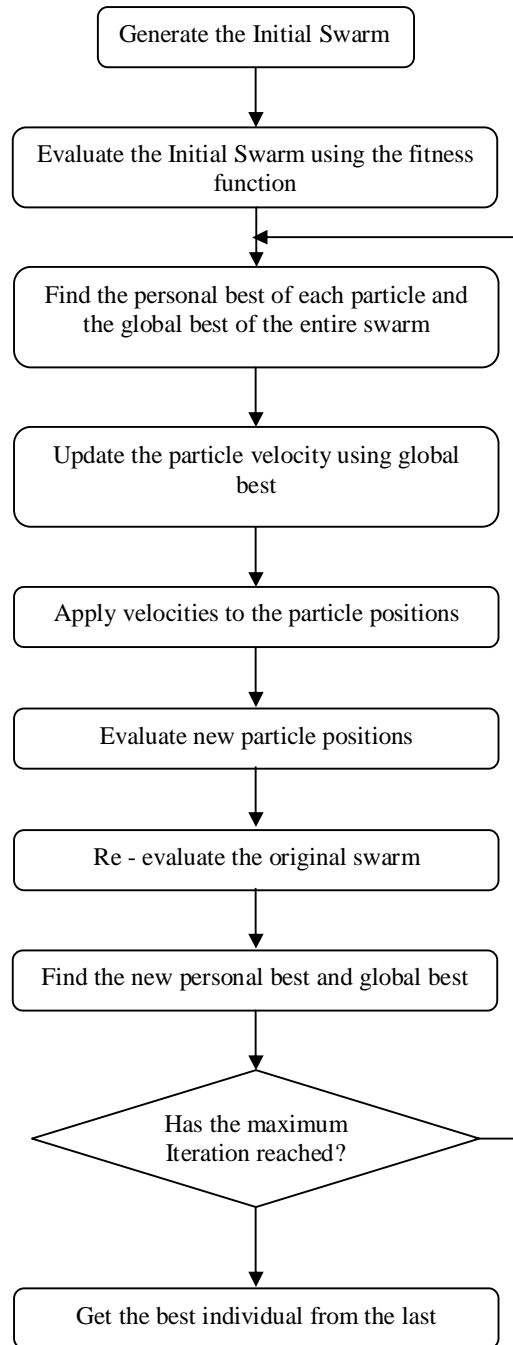 Generate the Initial Swarm
Evaluate the Initial Swarm using the fitness
function
Find the personal best of each particle and
the global best of the entire swarm
Update the particle velocity using global
best
Apply velocities to the particle positions
Evaluate new particle positions
Re - evaluate the original swarm
Find the new personal best and global best
Has the maximum
Iteration reached?
Get the best individual from the last